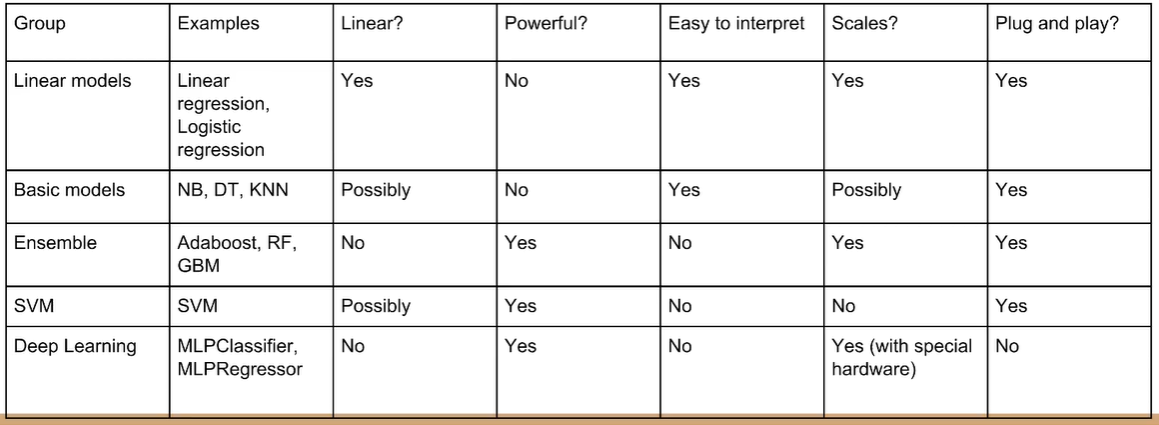 Group Examples Linear? Powerful? Easy to interpret Scales? Plug and play?
Linear models Linear Yes No Yes Yes Yes
regression,
Logistic
regression
Basic models NB, DT, KNN Possibly No Yes Possibly Yes
Ensemble Adaboost, RF, No Yes No Yes Yes
GBM
SVM SVM Possibly Yes No No Yes
Deep Learning MLPClassifier, No Yes No Yes (with special No
MLPRegressor hardware)